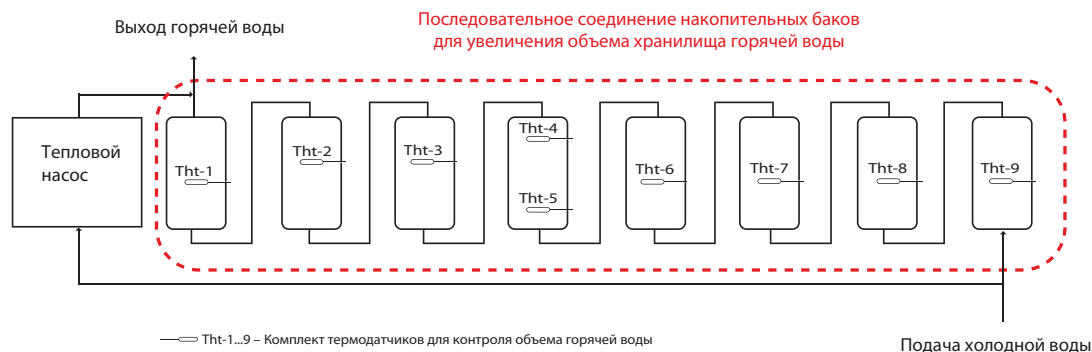 Последовательное соединение накопительных баков
для увеличения объема хранилища горячей воды
Выход горячей воды
Тепловой
насос
Tht-1
Tht-2
Tht-3
Tht-4
Tht-5
Tht-6
Tht-7
Tht-8
Tht-9
Tht-1...9 – Комплект термодатчиков для контроля объема горячей воды
Подача холодной воды